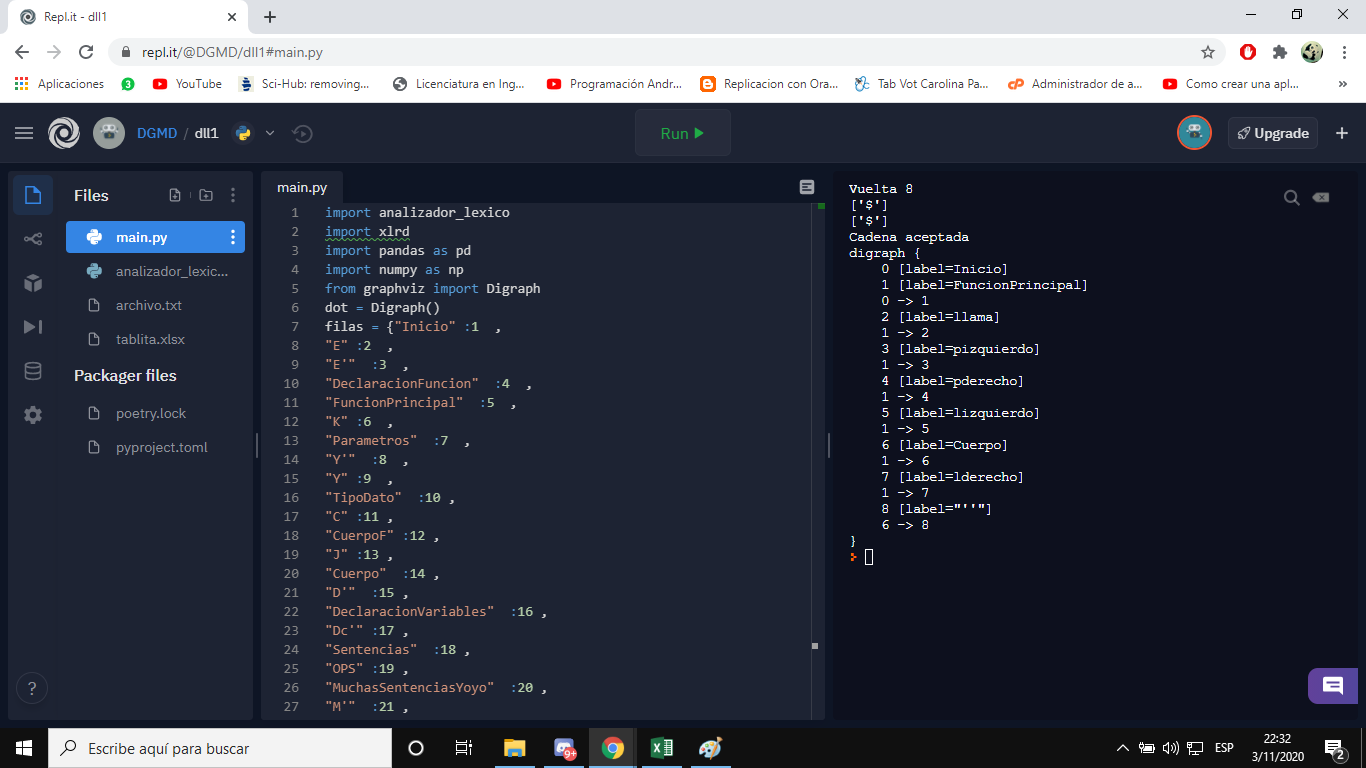 Repl.it - dll1
repl.it/@DGMD/dll1#main.py
Aplicaciones
3
YouTube
Sci-Hub: removing...
Licenciatura en Ing...
Programación Andr...
Replicacion con Ora...
Tab Vot Carolina Pa...
Administrador de a...
Como crear una apl...
»
DGMD / dll1
Run
Upgrade
Files
main.py
analizador_lexic...
archivo.txt
tablita.xlsx
Packager files
poetry.lock
pyproject.toml
?
main.py
1 import analizador_lexico
2 import xlrd
3 import pandas as pd
4 import numpy as np
5 from graphviz import Digraph
6 dot = Digraph()
7 filas = {"Inicio" :1 ,
8 "E" :2 ,
9 "E'" :3 ,
10 "DeclaracionFuncion" :4 ,
11 "FuncionPrincipal" :5 ,
12 "K" :6 ,
13 "Parametros" :7 ,
14 "Y'" :8 ,
15 "Y" :9 ,
16 "TipoDato" :10 ,
17 "C" :11 ,
18 "CuerpoF" :12 ,
19 "J" :13 ,
20 "Cuerpo" :14 ,
21 "D'" :15 ,
22 "DeclaracionVariables" :16 ,
23 "Dc'" :17 ,
24 "Sentencias" :18 ,
25 "OPS" :19 ,
26 "MuchasSentenciasYoyo" :20 ,
27 "M'" :21 ,
Vuelta 8
['$']
['$']
Cadena aceptada
digraph {
0 [label=Inicio]
1 [label=FuncionPrincipal]
0 -> 1
2 [label=llama]
1 -> 2
3 [label=pizquierdo]
1 -> 3
4 [label=pderecho]
1 -> 4
5 [label=lizquierdo]
1 -> 5
6 [label=Cuerpo]
1 -> 6
7 [label=lderecho]
1 -> 7
8 [label="''"]
6 -> 8
}
Escribe aquí para buscar
9+
ESP
22:32
3/11/2020
2